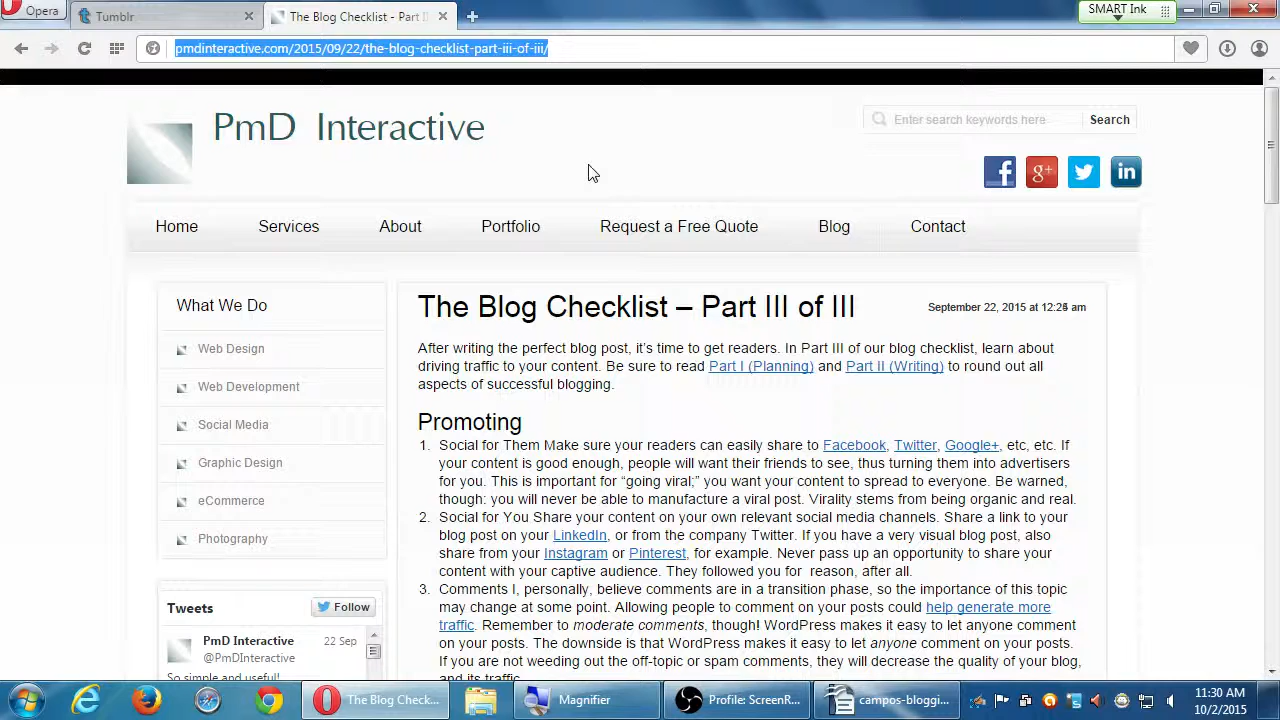 Opera
Tumblr
The Blog Checklist - Part I
SMART Ink
pmdinteractive.com/2015/09/22/the-blog-checklist-part-iii-of-iii/
PmD Interactive
Enter search keywords here
Search
Home
Services
About
Portfolio
Request a Free Quote
Blog
Contact
What We Do
Web Design
Web Development
Social Media
Graphic Design
eCommerce
Photography
Tweets
Follow
PmD Interactive
22 Sep
@PmDInteractive
So simple and useful!
The Blog Checklist – Part III of III
September 22, 2015 at 12:25 am
After writing the perfect blog post, it’s time to get readers. In Part III of our blog checklist, learn about
driving traffic to your content. Be sure to read Part I (Planning) and Part II (Writing) to round out all
aspects of successful blogging.
Promoting
1. Social for Them Make sure your readers can easily share to Facebook, Twitter, Google+, etc, etc. If
your content is good enough, people will want their friends to see, thus turning them into advertisers
for you. This is important for “going viral;” you want your content to spread to everyone. Be warned,
though: you will never be able to manufacture a viral post. Virality stems from being organic and real.
2. Social for You Share your content on your own relevant social media channels. Share a link to your
blog post on your LinkedIn, or from the company Twitter. If you have a very visual blog post, also
share from your Instagram or Pinterest, for example. Never pass up an opportunity to share your
content with your captive audience. They followed you for reason, after all.
3. Comments I, personally, believe comments are in a transition phase, so the importance of this topic
may change at some point. Allowing people to comment on your posts could help generate more
traffic. Remember to moderate comments, though! WordPress makes it easy to let anyone comment
on your posts. The downside is that WordPress makes it easy to let anyone comment on your posts.
If you are not weeding out the off-topic or spam comments, they will decrease the quality of your blog,
and its traffic.
The Blog Check...
Magnifier
Profile: ScreenR...
campos-bloggi...
11:30 AM
10/2/2015